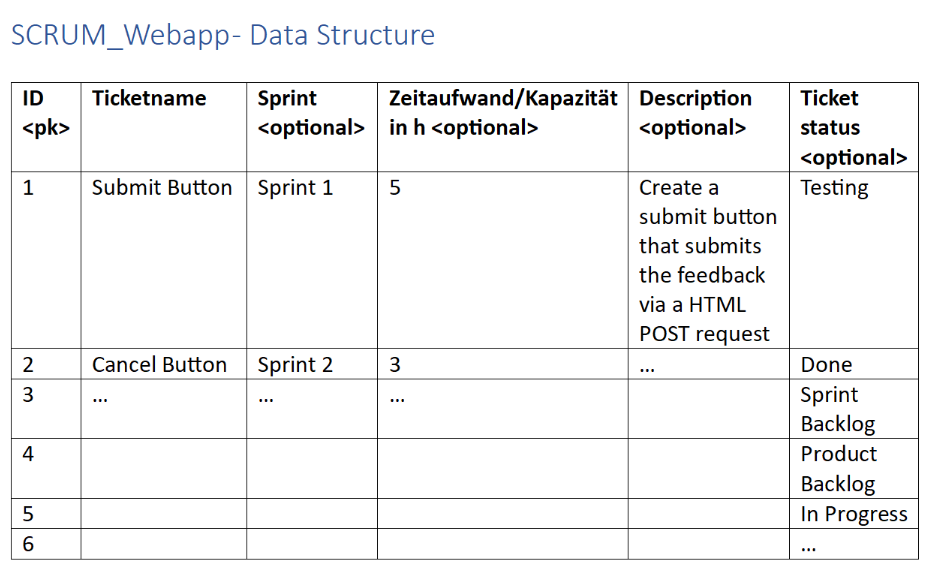 SCRUM_Webapp- Data Structure
ID <pk> Ticketname Sprint <optional> Zeitaufwand/Kapazität in h <optional> Description <optional> Ticket status <optional>
1 Submit Button Sprint 1 5 Create a submit button that submits the feedback via a HTML POST request Testing
2 Cancel Button Sprint 2 3 ... Done
3 ... ... ... Sprint Backlog
4 Product Backlog
5 In Progress
6 ...